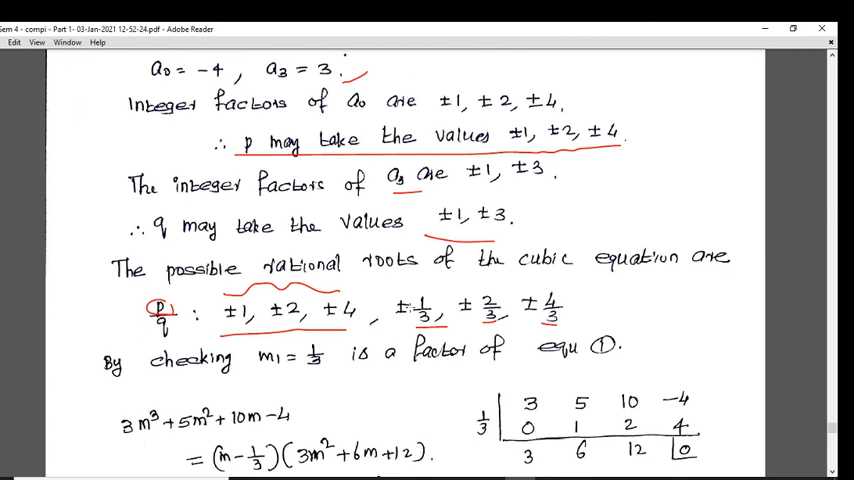 Sem 4 - compi - Part 1- 03-Jan-2021 12-52-24.pdf - Adobe Reader
Edit View Window Help
a₀ = -4 , a₃ = 3.
Integer factors of a₀ are ±1, ±2, ±4.
∴ p may take the values ±1, ±2, ±4
The integer factors of a₃ are ±1, ±3.
∴ q may take the values ±1, ±3.
The possible rational roots of the cubic equation are
p/q : ±1, ±2, ±4 , ±1/3, ±2/3, ±4/3
By checking m₁ = 1/3 is a factor of equ ①.
3m³+5m²+10m-4
= (m-1/3)(3m²+6m+12).
1/3 | 3 5 10 -4
0 1 2 4
3 6 12 0